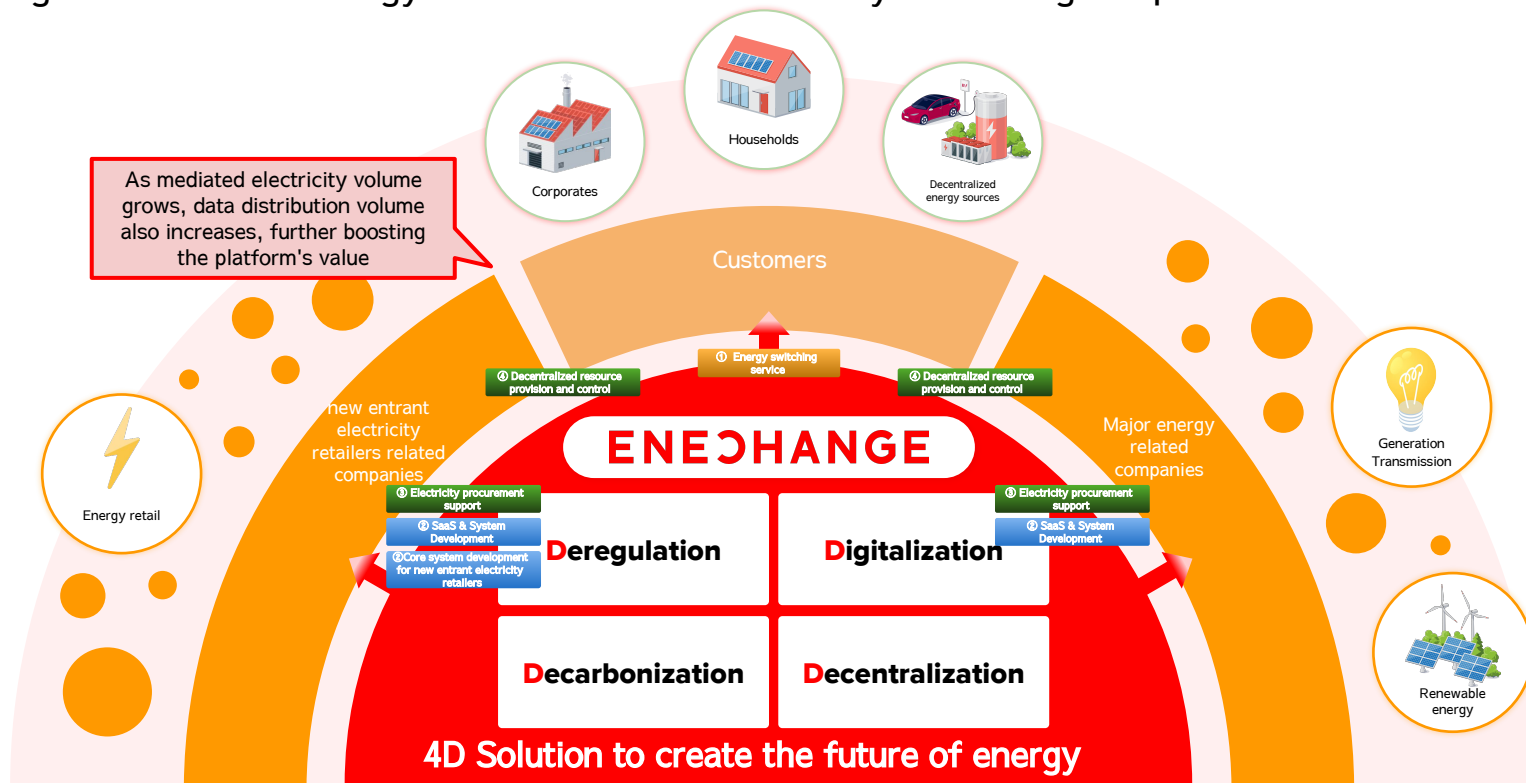 Households
Corporates
Decentralized
energy sources
As mediated electricity volume
grows, data distribution volume
also increases, further boosting
the platform's value
Customers
① Energy switching
service
④ Decentralized resource
provision and control
④ Decentralized resource
provision and control
new entrant
electricity
retailers related
companies
Major energy
related
companies
ENECHANGE
Energy retail
Generation
Transmission
③ Electricity procurement
support
② SaaS & System
Development
②Core system development
for new entrant electricity
retailers
③ Electricity procurement
support
② SaaS & System
Development
Deregulation
Digitalization
Decarbonization
Decentralization
Renewable
energy
4D Solution to create the future of energy